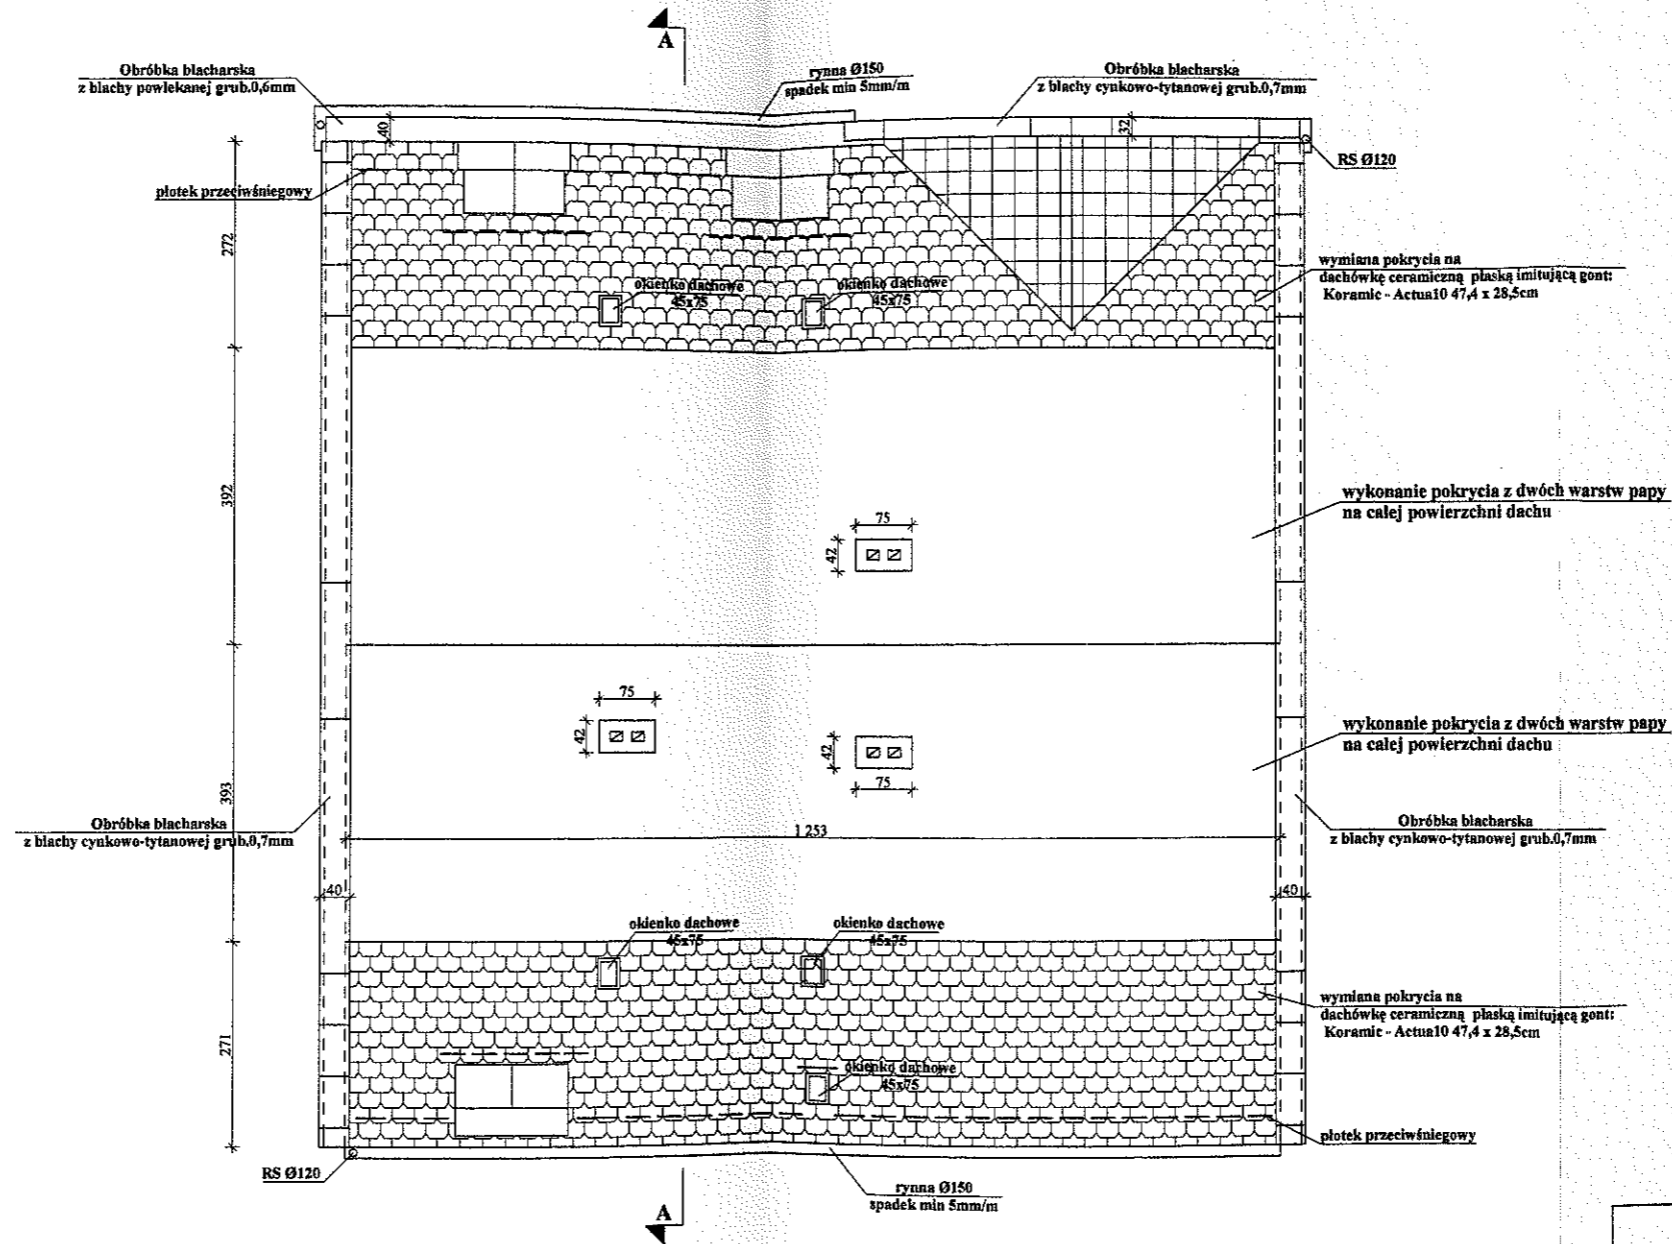 A
Obróbka blacharska
z blachy powlekanej grub.0,6mm
rynna Ø150
spadek min 5mm/m
Obróbka blacharska
z blachy cynkowo-tytanowej grub.0,7mm
40
32
RS Ø120
płotek przeciwśniegowy
272
wymiana pokrycia na
dachówkę ceramiczną płaską imitującą gont:
Koramic - Actua10 47,4 x 28,5cm
okienko dachowe
45x75
okienko dachowe
45x75
392
wykonanie pokrycia z dwóch warstw papy
na całej powierzchni dachu
75
42
75
42
42
75
wykonanie pokrycia z dwóch warstw papy
na całej powierzchni dachu
393
Obróbka blacharska
z blachy cynkowo-tytanowej grub.0,7mm
1 253
Obróbka blacharska
z blachy cynkowo-tytanowej grub.0,7mm
40
40
okienko dachowe
45x75
okienko dachowe
45x75
wymiana pokrycia na
dachówkę ceramiczną płaską imitującą gont:
Koramic - Actua10 47,4 x 28,5cm
271
okienko dachowe
45x75
płotek przeciwśniegowy
RS Ø120
rynna Ø150
spadek min 5mm/m
A